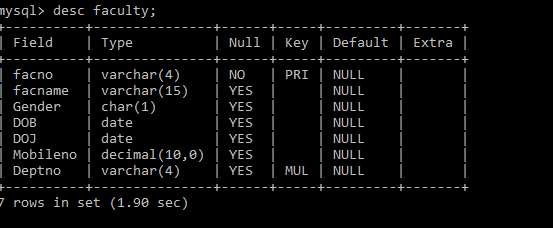 mysql> desc faculty;
+----------+---------------+------+-----+---------+-------+
| Field    | Type          | Null | Key | Default | Extra |
+----------+---------------+------+-----+---------+-------+
| facno    | varchar(4)    | NO   | PRI | NULL    |       |
| facname  | varchar(15)   | YES  |     | NULL    |       |
| Gender   | char(1)       | YES  |     | NULL    |       |
| DOB      | date          | YES  |     | NULL    |       |
| DOJ      | date          | YES  |     | NULL    |       |
| Mobileno | decimal(10,0) | YES  |     | NULL    |       |
| Deptno   | varchar(4)    | YES  | MUL | NULL    |       |
+----------+---------------+------+-----+---------+-------+
7 rows in set (1.90 sec)